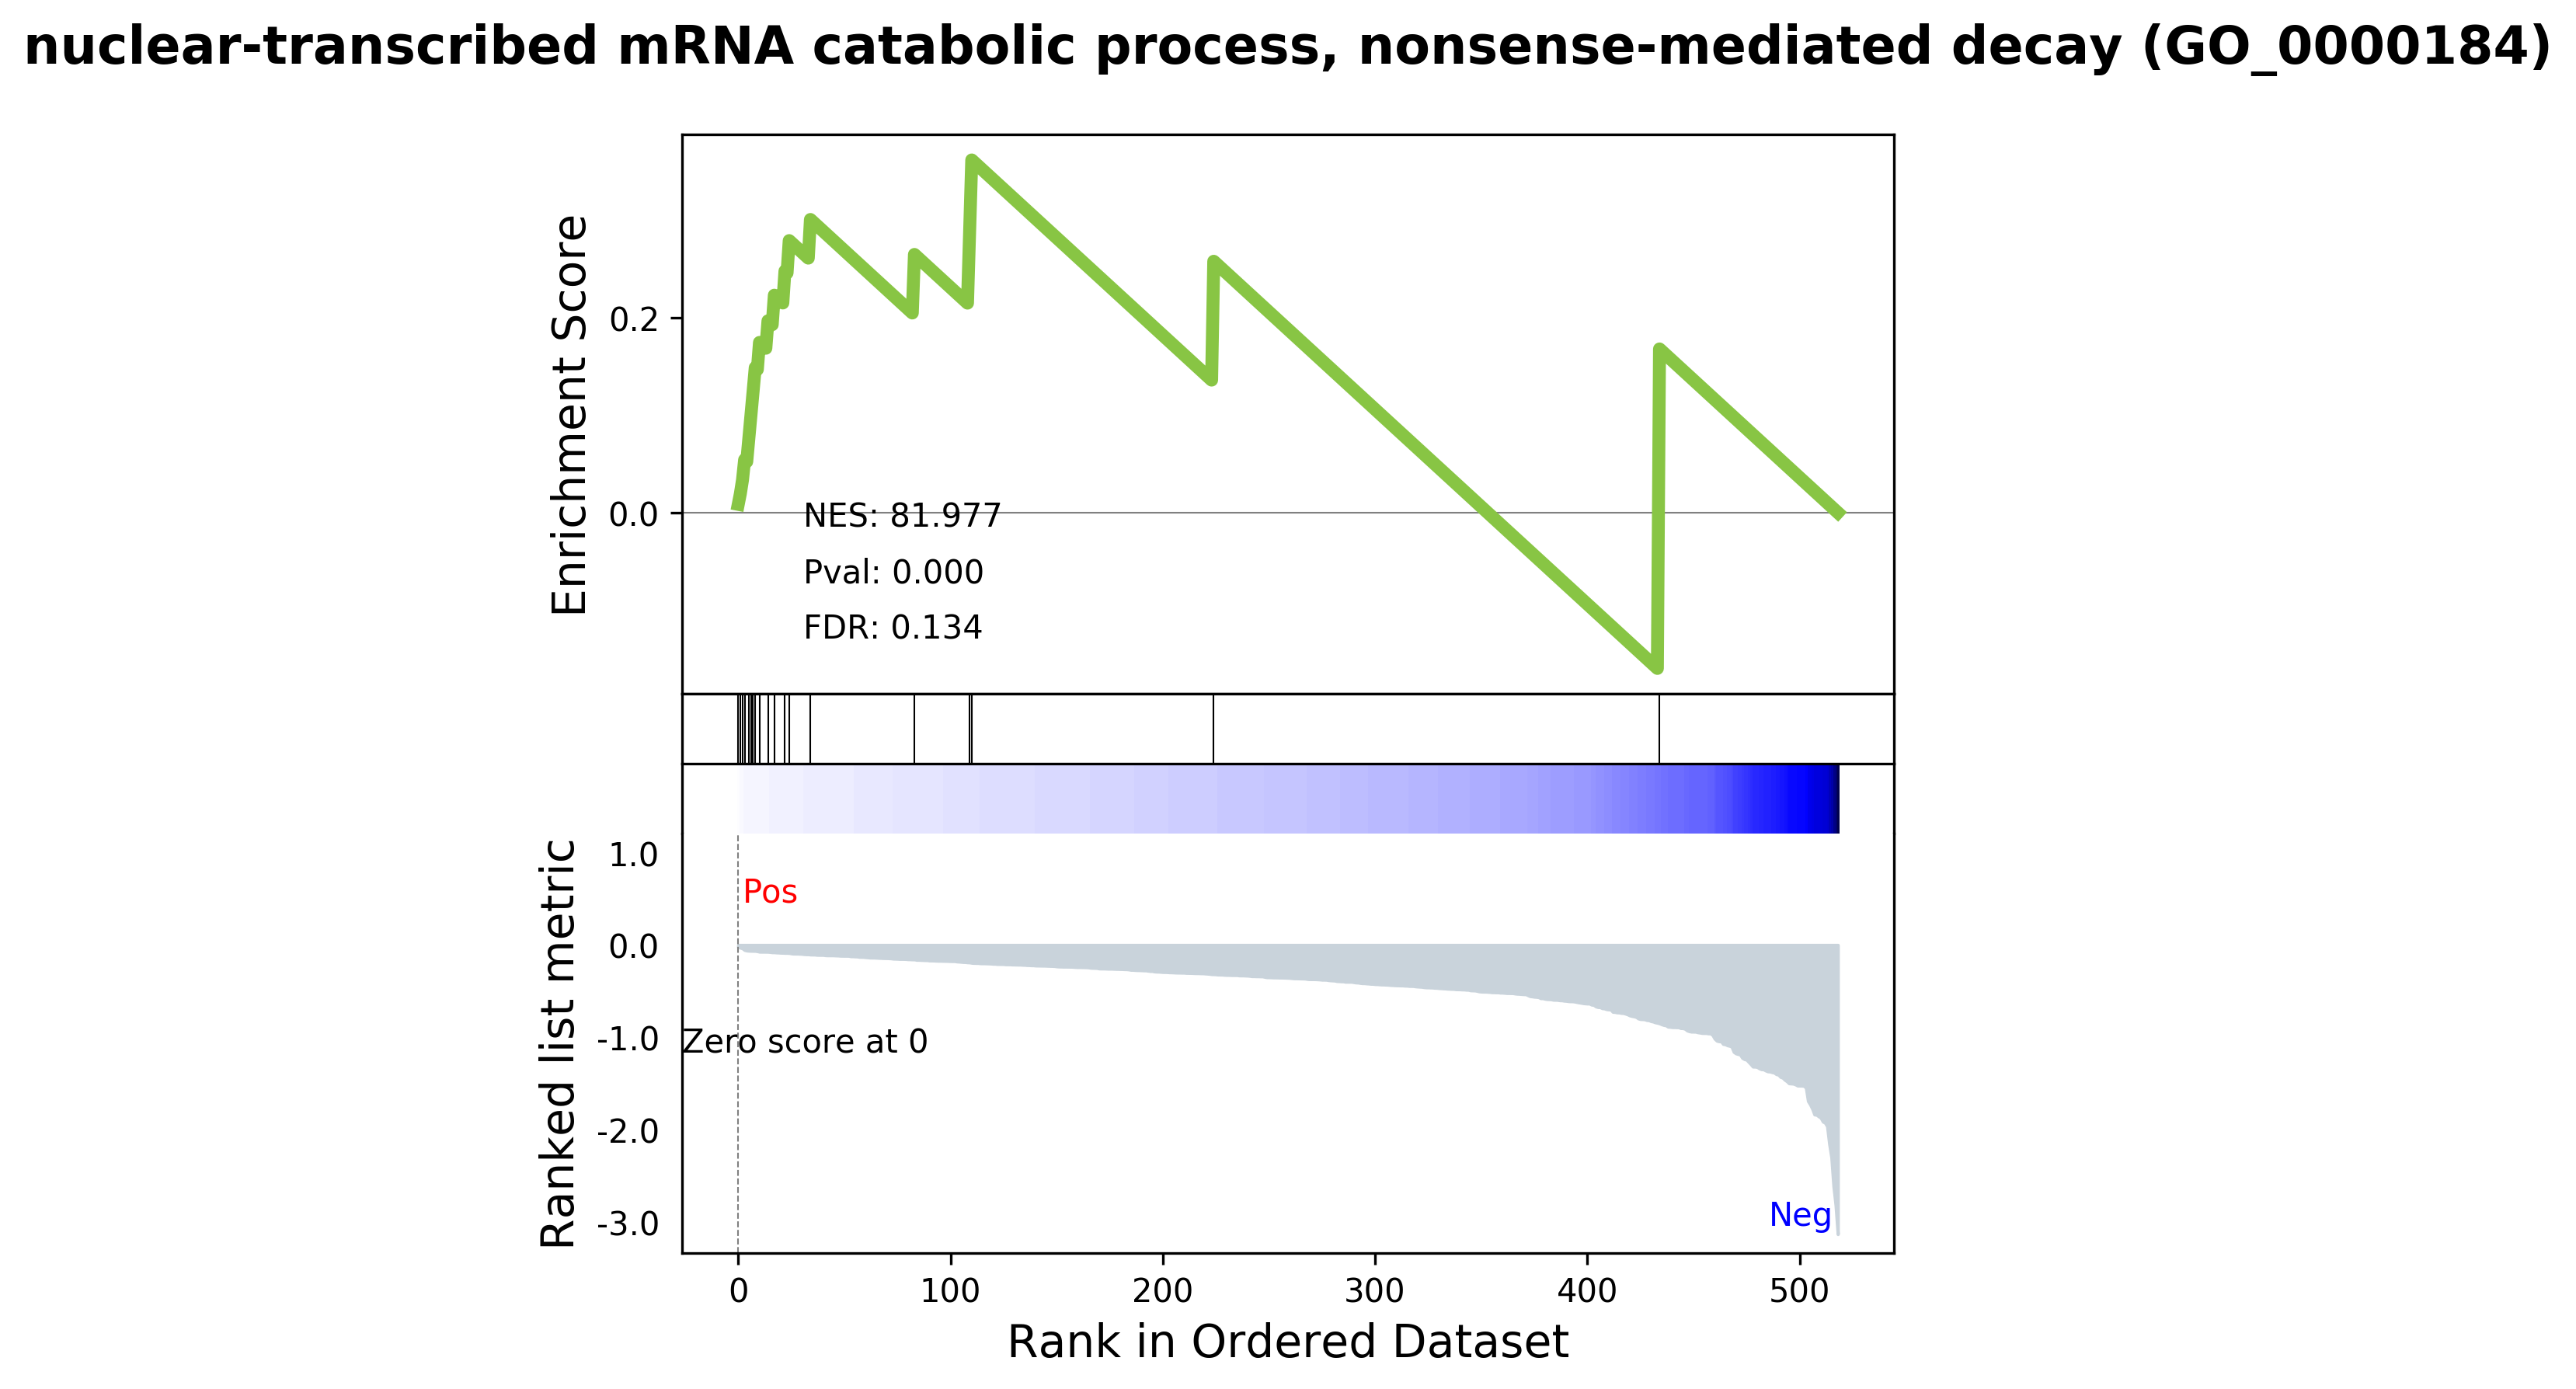 nuclear-transcribed mRNA catabolic process, nonsense-mediated decay (GO_0000184)
Enrichment Score
0.2
0.0
NES: 81.977
Pval: 0.000
FDR: 0.134
Ranked list metric
1.0
0.0
-1.0
-2.0
-3.0
Pos
Zero score at 0
Neg
0 100 200 300 400 500
Rank in Ordered Dataset